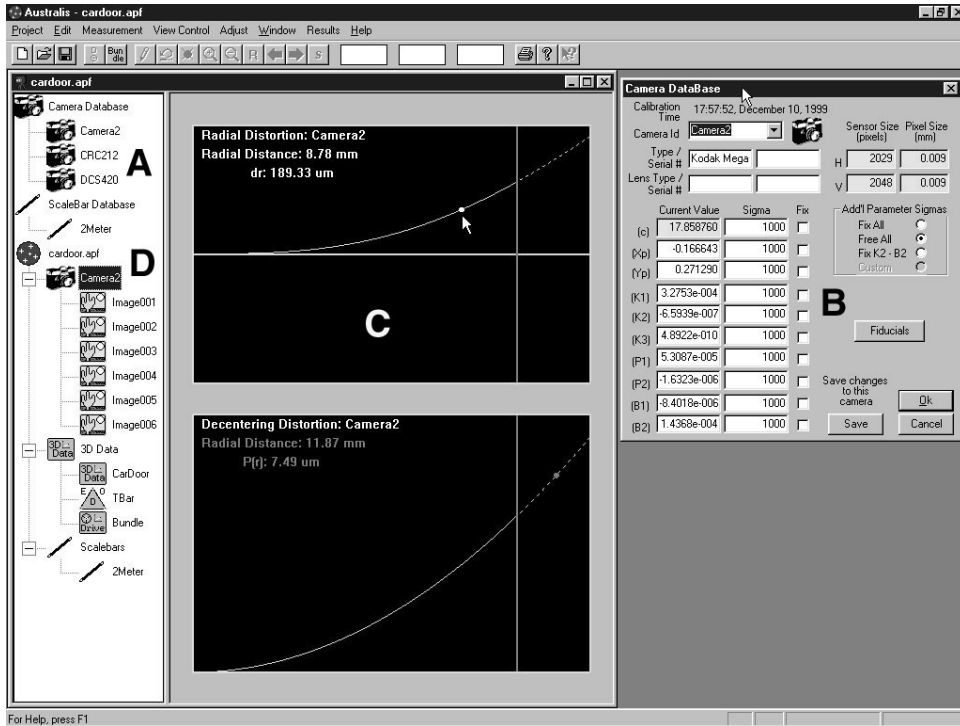 Australis - cardoor.apf
Project Edit Measurement View Control Adjust Window Results Help
Bun dle R S
cardoor.apf
Camera Database
Camera2
CRC212
DCS420
A
ScaleBar Database
2Meter
cardoor.apf
D
Camera2
Image001
Image002
Image003
Image004
Image005
Image006
3D Data 3D Data
3D Data CarDoor
E O D TBar
Drive Bundle
Scalebars
2Meter
Radial Distortion: Camera2
Radial Distance: 8.78 mm
dr: 189.33 um
C
Decentering Distortion: Camera2
Radial Distance: 11.87 mm
P(r): 7.49 um
Camera DataBase
Calibration Time 17:57:52, December 10, 1999
Camera Id Camera2
Sensor Size (pixels) Pixel Size (mm)
Type / Serial # Kodak Mega
H 2029 0.009
Lens Type / Serial #
V 2048 0.009
Current Value Sigma Fix
(c) 17.858760 1000
(Xp) -0.166643 1000
(Yp) 0.271290 1000
(K1) 3.2753e-004 1000
(K2) -6.5939e-007 1000
(K3) 4.8922e-010 1000
(P1) 5.3087e-005 1000
(P2) -1.6323e-006 1000
(B1) -8.4018e-006 1000
(B2) 1.4368e-004 1000
Add'l Parameter Sigmas
Fix All
Free All
Fix K2 - B2
Custom
B
Fiducials
Save changes to this camera
Save
Ok
Cancel
For Help, press F1